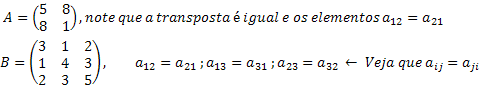 A = (5 8
8 1), note que a transposta é igual e os elementos a12 = a21
B = (3 1 2
1 4 3
2 3 5), a12 = a21 ; a13 = a31 ; a23 = a32 ← Veja que aij = aji